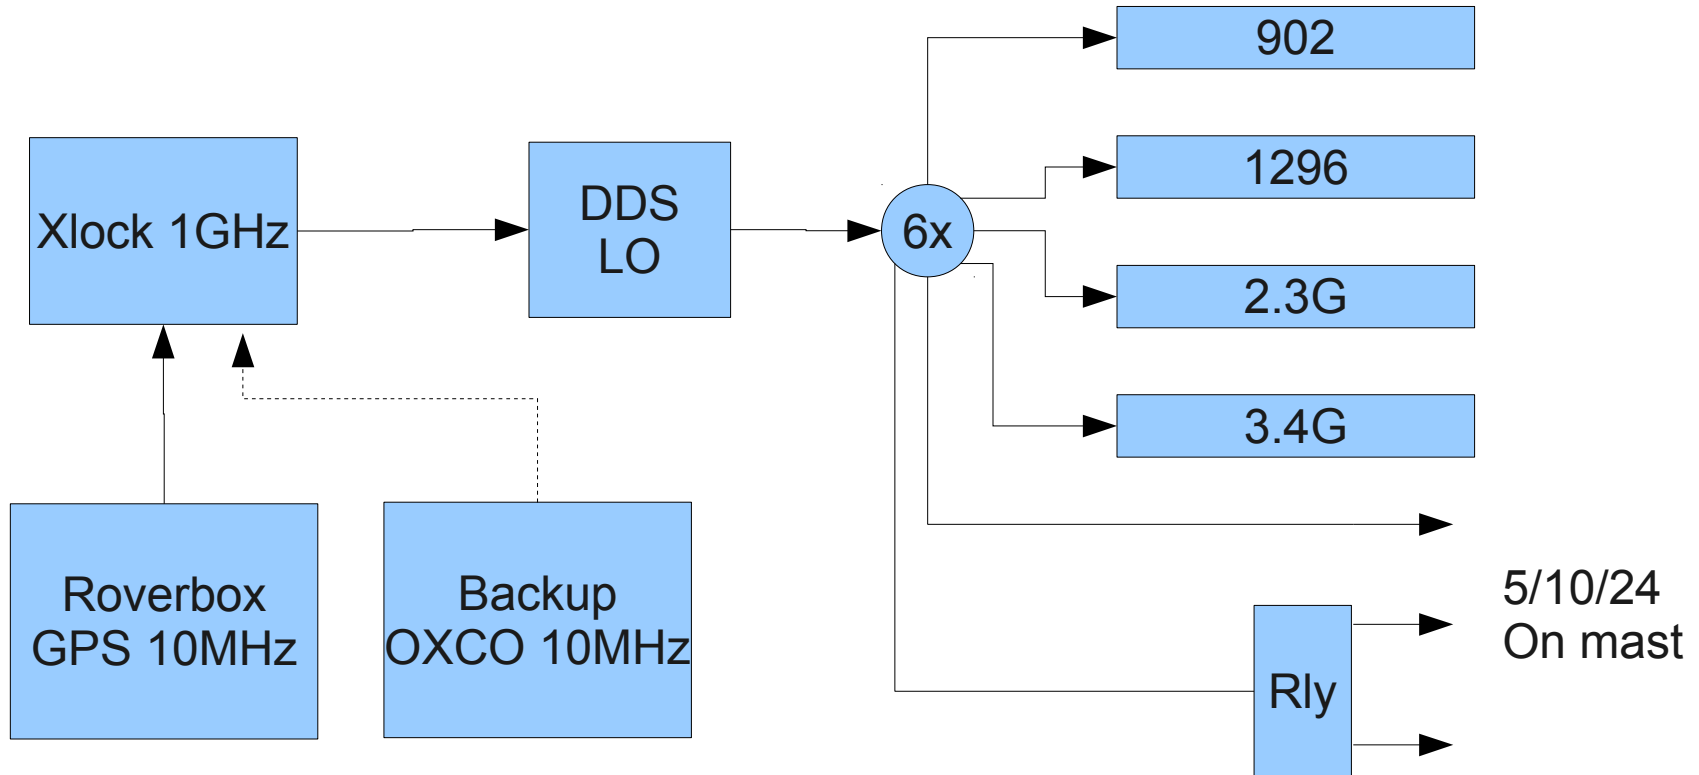 902
1296
Xlock 1GHz
DDS
LO
6x
2.3G
3.4G
Roverbox
GPS 10MHz
Backup
OXCO 10MHz
5/10/24
On mast
Rly